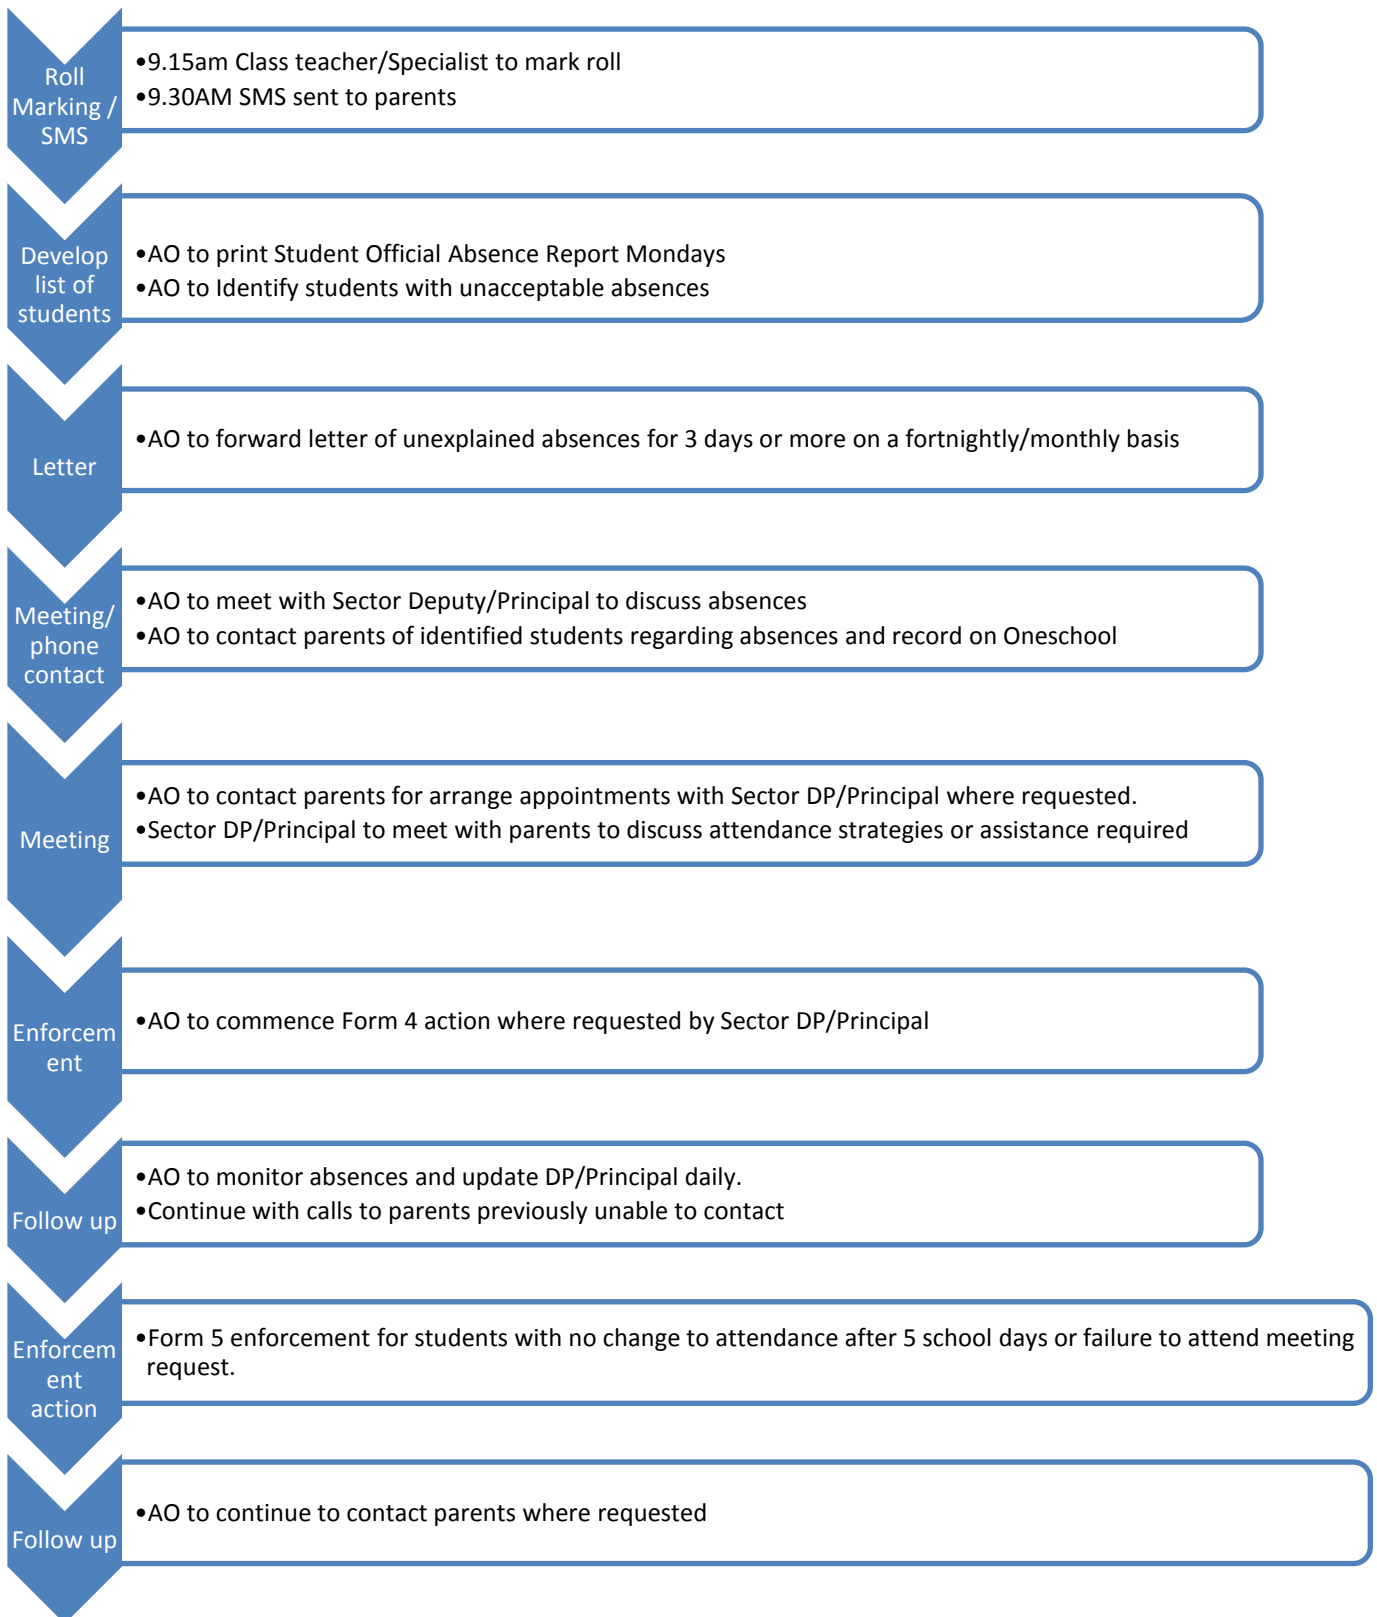 Roll
Marking /
SMS
•9.15am Class teacher/Specialist to mark roll
•9.30AM SMS sent to parents
Develop
list of
students
•AO to print Student Official Absence Report Mondays
•AO to Identify students with unacceptable absences
Letter
•AO to forward letter of unexplained absences for 3 days or more on a fortnightly/monthly basis
Meeting/
phone
contact
•AO to meet with Sector Deputy/Principal to discuss absences
•AO to contact parents of identified students regarding absences and record on Oneschool
Meeting
•AO to contact parents for arrange appointments with Sector DP/Principal where requested.
•Sector DP/Principal to meet with parents to discuss attendance strategies or assistance required
Enforcem
ent
•AO to commence Form 4 action where requested by Sector DP/Principal
Follow up
•AO to monitor absences and update DP/Principal daily.
•Continue with calls to parents previously unable to contact
Enforcem
ent
action
•Form 5 enforcement for students with no change to attendance after 5 school days or failure to attend meeting
request.
Follow up
•AO to continue to contact parents where requested